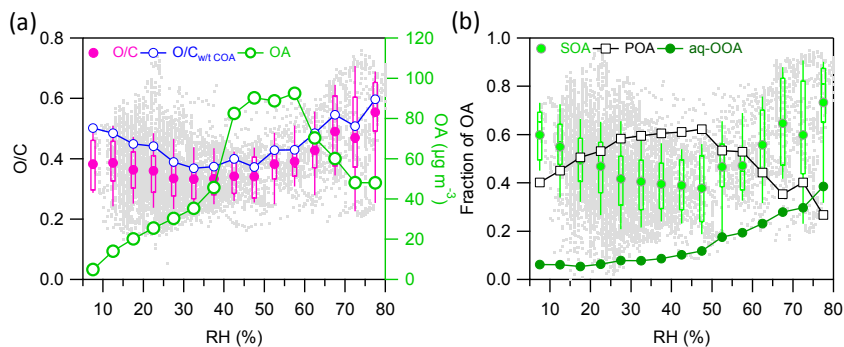 (a)
O/C O/C w/t COA OA
0.8
0.6
0.4
0.2
0.0
O/C
120
100
80
60
40
20
0
OA (µg m⁻³)
10 20 30 40 50 60 70 80
RH (%)
(b)
SOA POA aq-OOA
1.0
0.8
0.6
0.4
0.2
0.0
Fraction of OA
10 20 30 40 50 60 70 80
RH (%)